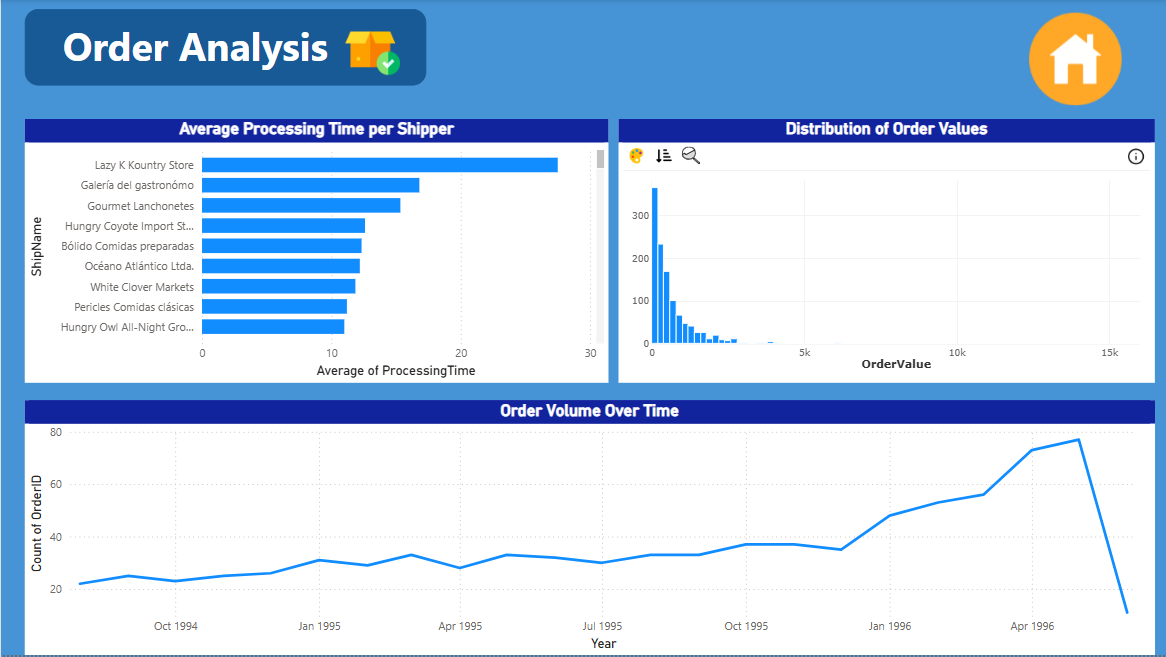 Order Analysis
Average Processing Time per Shipper
ShipName
Lazy K Kountry Store
Galería del gastronómo
Gourmet Lanchonetes
Hungry Coyote Import St...
Bólido Comidas preparadas
Océano Atlántico Ltda.
White Clover Markets
Pericles Comidas clásicas
Hungry Owl All-Night Gro...
0 10 20 30
Average of ProcessingTime
Distribution of Order Values
300
200
100
0
0 5k 10k 15k
OrderValue
Order Volume Over Time
Count of OrderID
80
60
40
20
Oct 1994 Jan 1995 Apr 1995 Jul 1995 Oct 1995 Jan 1996 Apr 1996
Year